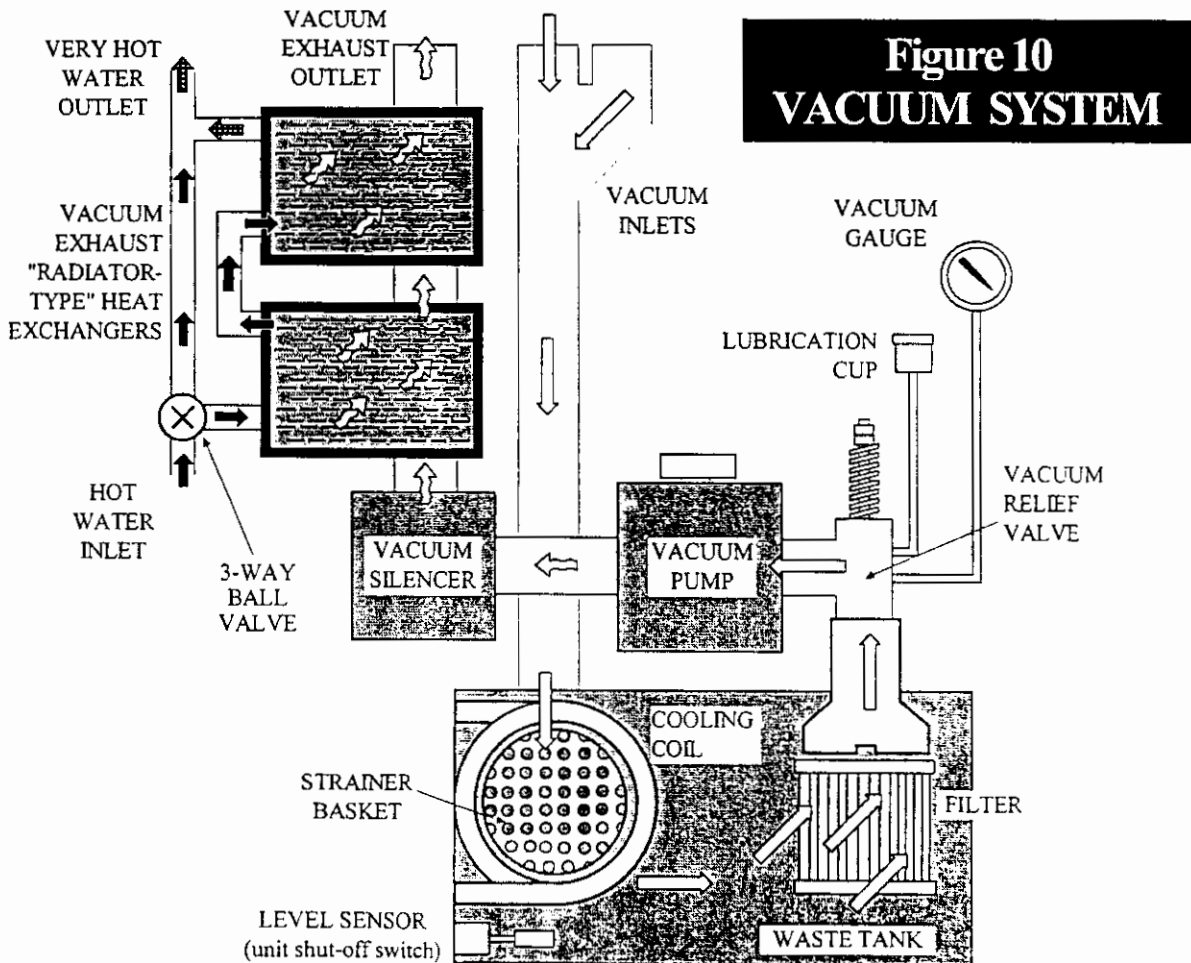 Figure 10
VACUUM SYSTEM
VACUUM
EXHAUST
OUTLET
VERY HOT
WATER
OUTLET
VACUUM
EXHAUST
"RADIATOR-
TYPE" HEAT
EXCHANGERS
VACUUM
INLETS
VACUUM
GAUGE
LUBRICATION
CUP
HOT
WATER
INLET
3-WAY
BALL
VALVE
VACUUM
SILENCER
VACUUM
PUMP
VACUUM
RELIEF
VALVE
COOLING
COIL
STRAINER
BASKET
FILTER
LEVEL SENSOR
(unit shut-off switch)
WASTE TANK